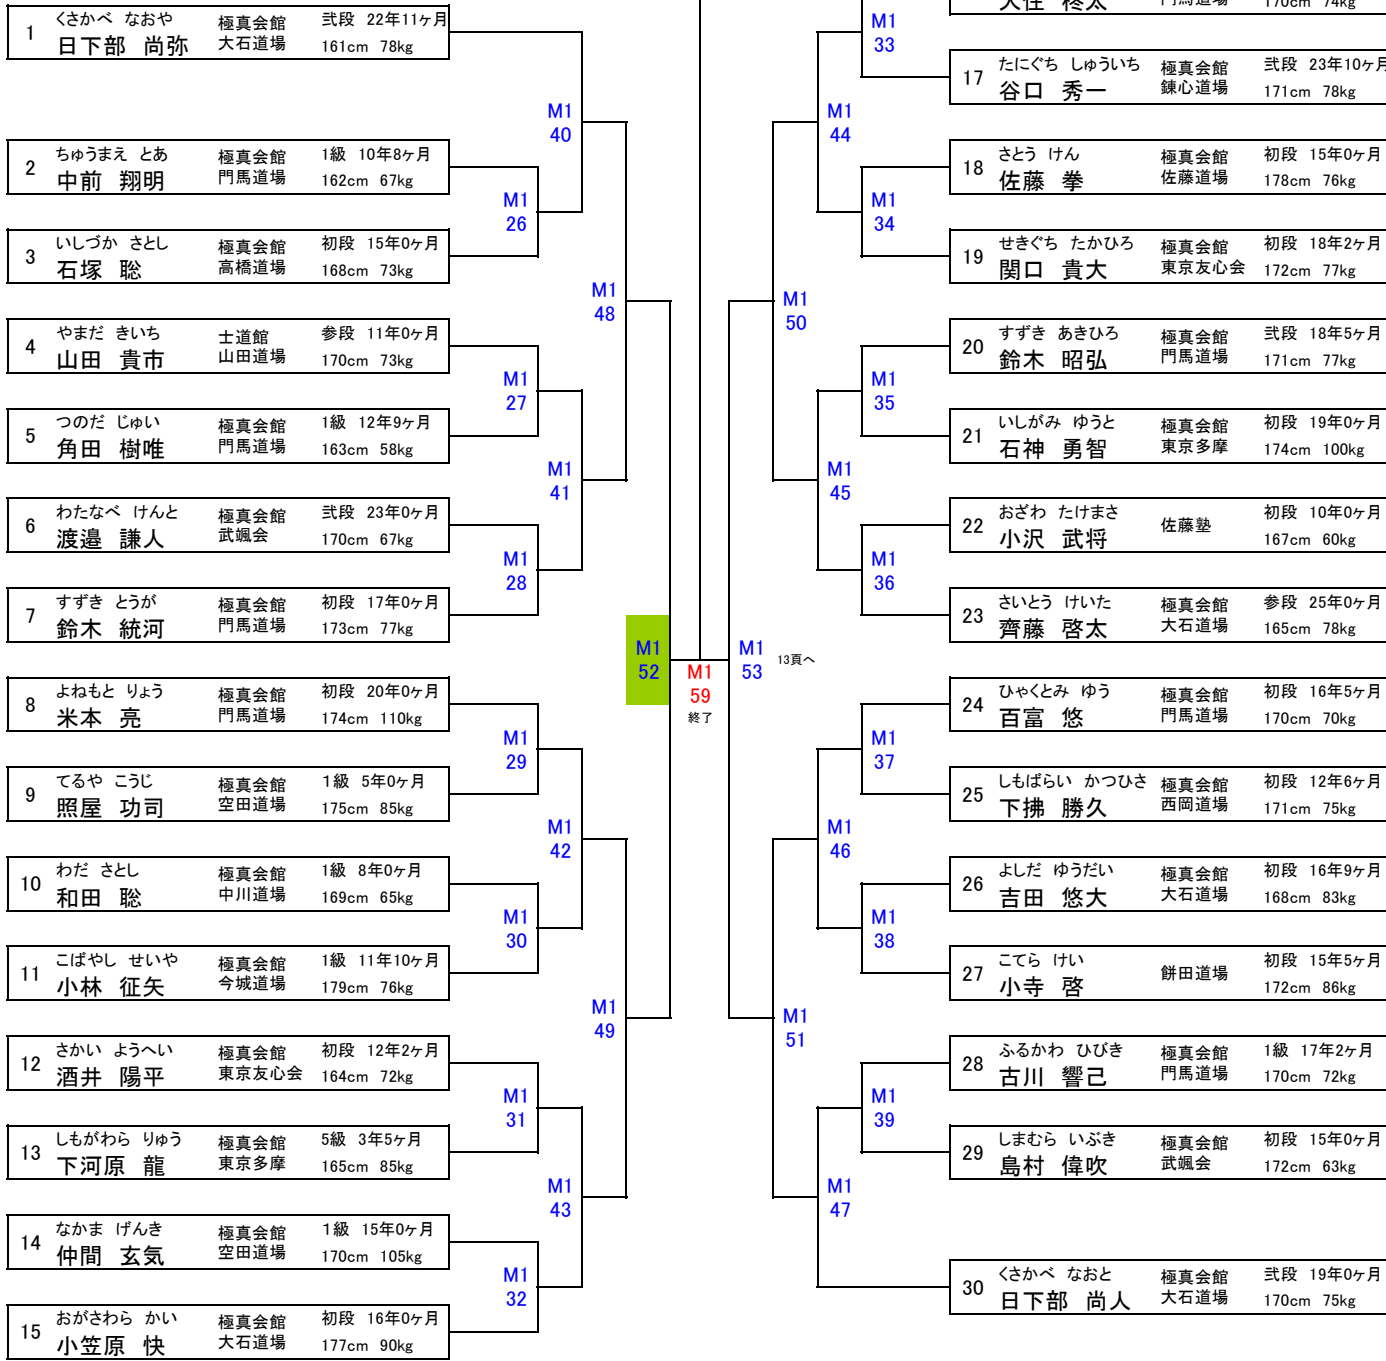 1
くさかべ なおや 極真会館 弐段 22年11ヶ月
日下部 尚弥 大石道場 161cm 78kg
2
ちゅうまえ とあ 極真会館 1級 10年8ヶ月
中前 翔明 門馬道場 162cm 67kg
3
いしづか さとし 極真会館 初段 15年0ヶ月
石塚 聡 高橋道場 168cm 73kg
4
やまだ きいち 士道館 参段 11年0ヶ月
山田 貴市 山田道場 170cm 73kg
5
つのだ じゅい 極真会館 1級 12年9ヶ月
角田 樹唯 門馬道場 163cm 58kg
6
わたなべ けんと 極真会館 弐段 23年0ヶ月
渡邉 謙人 武颯会 170cm 67kg
7
すずき とうが 極真会館 初段 17年0ヶ月
鈴木 統河 門馬道場 173cm 77kg
8
よねもと りょう 極真会館 初段 20年0ヶ月
米本 亮 門馬道場 174cm 110kg
9
てるや こうじ 極真会館 1級 5年0ヶ月
照屋 功司 空田道場 175cm 85kg
10
わだ さとし 極真会館 1級 8年0ヶ月
和田 聡 中川道場 169cm 65kg
11
こばやし せいや 極真会館 1級 11年10ヶ月
小林 征矢 今城道場 179cm 76kg
12
さかい ようへい 極真会館 初段 12年2ヶ月
酒井 陽平 東京友心会 164cm 72kg
13
しもがわら りゅう 極真会館 5級 3年5ヶ月
下河原 龍 東京多摩 165cm 85kg
14
なかま げんき 極真会館 1級 15年0ヶ月
仲間 玄気 空田道場 170cm 105kg
15
おがさわら かい 極真会館 初段 16年0ヶ月
小笠原 快 大石道場 177cm 90kg
M1
26
M1
27
M1
28
M1
29
M1
30
M1
31
M1
32
M1
40
M1
41
M1
42
M1
43
M1
48
M1
49
M1
52
M1
59
終了
M1
53
13頁へ
M1
50
M1
51
M1
44
M1
45
M1
46
M1
47
M1
33
M1
34
M1
35
M1
36
M1
37
M1
38
M1
39
170cm 74kg
17
たにぐち しゅういち 極真会館 弐段 23年10ヶ月
谷口 秀一 錬心道場 171cm 78kg
18
さとう けん 極真会館 初段 15年0ヶ月
佐藤 拳 佐藤道場 178cm 76kg
19
せきぐち たかひろ 極真会館 初段 18年2ヶ月
関口 貴大 東京友心会 172cm 77kg
20
すずき あきひろ 極真会館 弐段 18年5ヶ月
鈴木 昭弘 門馬道場 171cm 77kg
21
いしがみ ゆうと 極真会館 初段 19年0ヶ月
石神 勇智 東京多摩 174cm 100kg
22
おざわ たけまさ 佐藤塾 初段 10年0ヶ月
小沢 武将 167cm 60kg
23
さいとう けいた 極真会館 参段 25年0ヶ月
齊藤 啓太 大石道場 165cm 78kg
24
ひゃくとみ ゆう 極真会館 初段 16年5ヶ月
百富 悠 門馬道場 170cm 70kg
25
しもばらい かつひさ 極真会館 初段 12年6ヶ月
下拂 勝久 西岡道場 171cm 75kg
26
よしだ ゆうだい 極真会館 初段 16年9ヶ月
吉田 悠大 大石道場 168cm 83kg
27
こてら けい 餅田道場 初段 15年5ヶ月
小寺 啓 172cm 86kg
28
ふるかわ ひびき 極真会館 1級 17年2ヶ月
古川 響己 門馬道場 170cm 72kg
29
しまむら いぶき 極真会館 初段 15年0ヶ月
島村 偉吹 武颯会 172cm 63kg
30
くさかべ なおと 極真会館 弐段 19年0ヶ月
日下部 尚人 大石道場 170cm 75kg